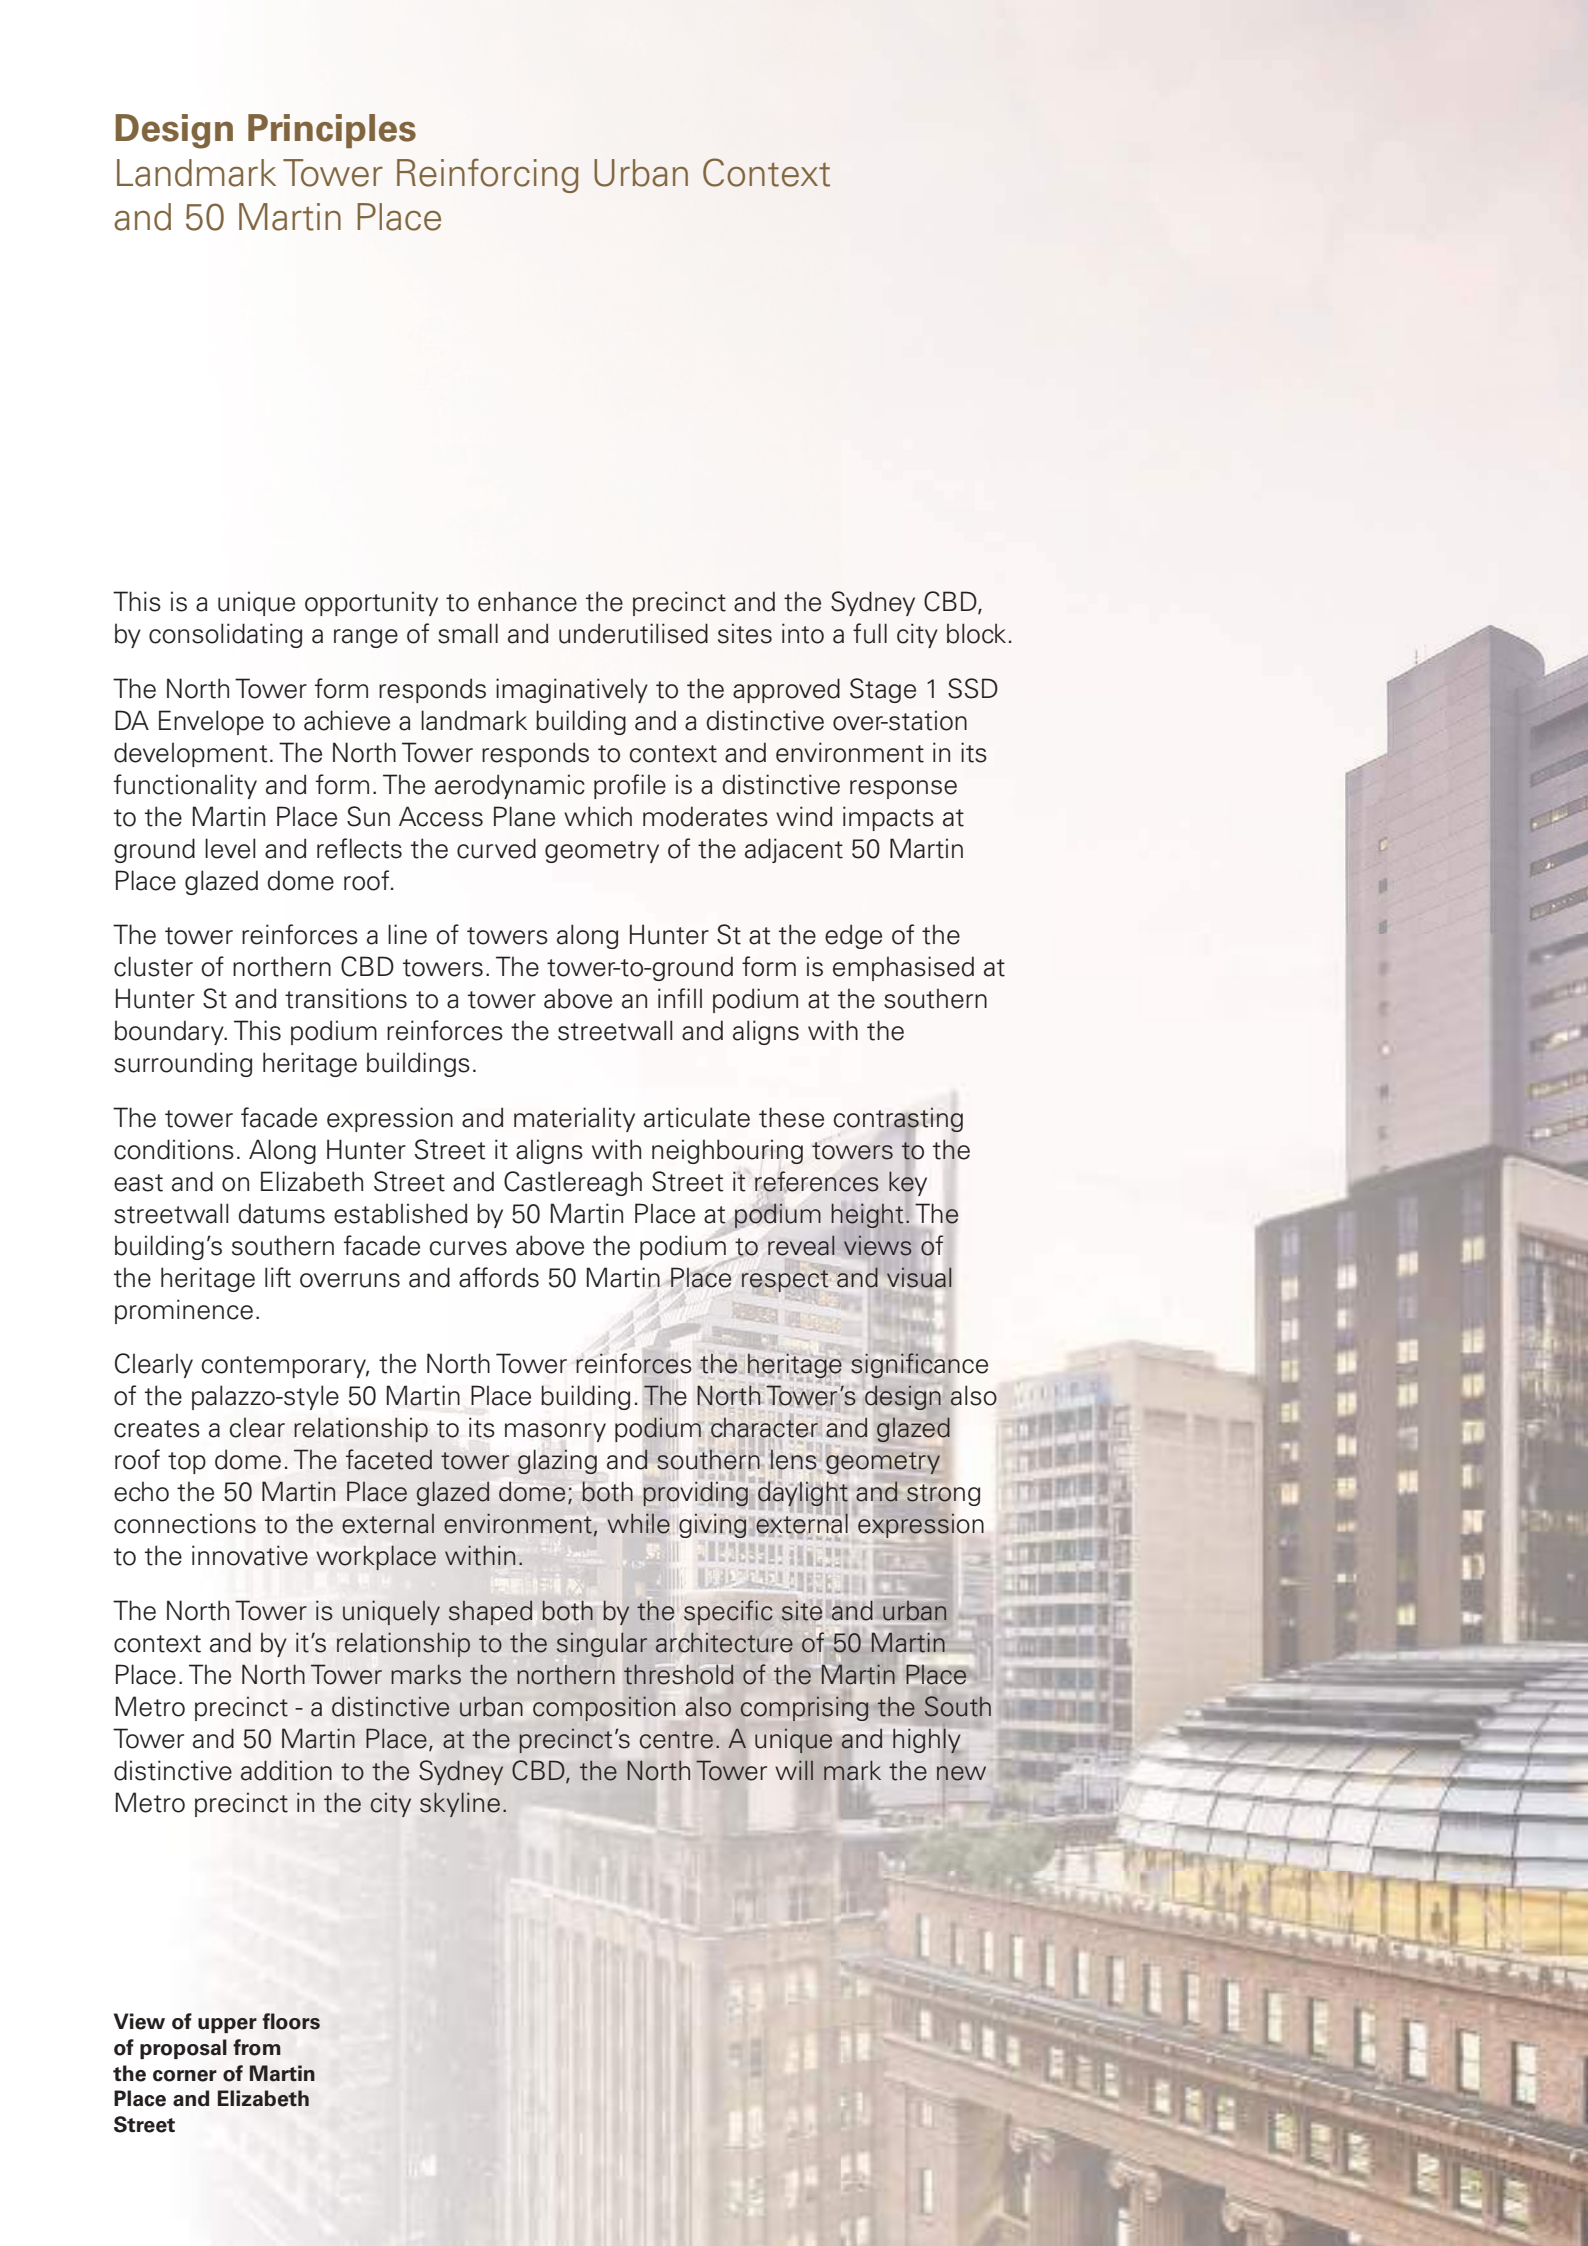 Design Principles
Landmark Tower Reinforcing Urban Context
and 50 Martin Place
This is a unique opportunity to enhance the precinct and the Sydney CBD,
by consolidating a range of small and underutilised sites into a full city block.
The North Tower form responds imaginatively to the approved Stage 1 SSD
DA Envelope to achieve a landmark building and a distinctive over-station
development. The North Tower responds to context and environment in its
functionality and form. The aerodynamic profile is a distinctive response
to the Martin Place Sun Access Plane which moderates wind impacts at
ground level and reflects the curved geometry of the adjacent 50 Martin
Place glazed dome roof.
The tower reinforces a line of towers along Hunter St at the edge of the
cluster of northern CBD towers. The tower-to-ground form is emphasised at
Hunter St and transitions to a tower above an infill podium at the southern
boundary. This podium reinforces the streetwall and aligns with the
surrounding heritage buildings.
The tower facade expression and materiality articulate these contrasting
conditions. Along Hunter Street it aligns with neighbouring towers to the
east and on Elizabeth Street and Castlereagh Street it references key
streetwall datums established by 50 Martin Place at podium height. The
building's southern facade curves above the podium to reveal views of
the heritage lift overruns and affords 50 Martin Place respect and visual
prominence.
Clearly contemporary, the North Tower reinforces the heritage significance
of the palazzo-style 50 Martin Place building. The North Tower's design also
creates a clear relationship to its masonry podium character and glazed
roof top dome. The faceted tower glazing and southern lens geometry
echo the 50 Martin Place glazed dome; both providing daylight and strong
connections to the external environment, while giving external expression
to the innovative workplace within.
The North Tower is uniquely shaped both by the specific site and urban
context and by it's relationship to the singular architecture of 50 Martin
Place. The North Tower marks the northern threshold of the Martin Place
Metro precinct - a distinctive urban composition also comprising the South
Tower and 50 Martin Place, at the precinct's centre. A unique and highly
distinctive addition to the Sydney CBD, the North Tower will mark the new
Metro precinct in the city skyline.
View of upper floors
of proposal from
the corner of Martin
Place and Elizabeth
Street